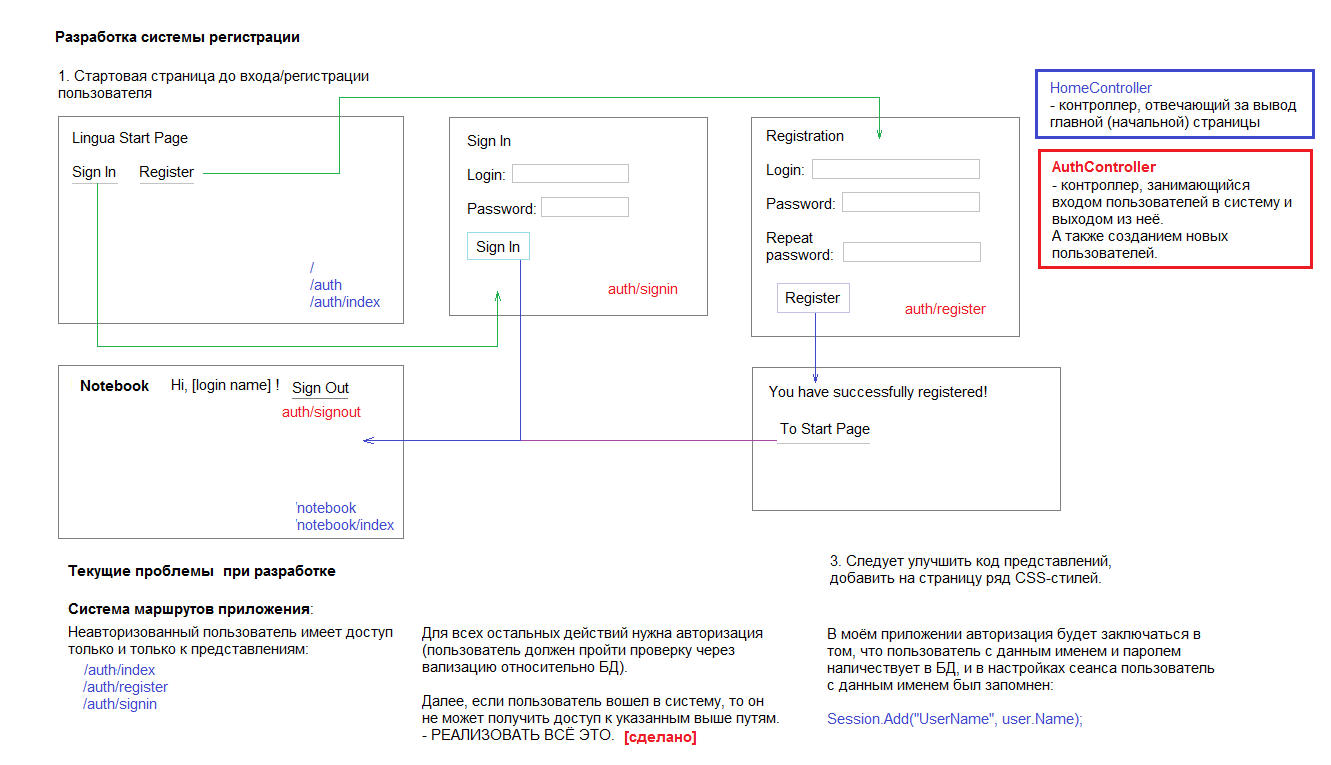 Разработка системы регистрации
1. Стартовая страница до входа/регистрации
пользователя
Lingua Start Page
Sign In
Register
/
/auth
/auth/index
Sign In
Login:
Password:
Sign In
auth/signin
Registration
Login:
Password:
Repeat
password:
Register
auth/register
HomeController
- контроллер, отвечающий за вывод
главной (начальной) страницы
AuthController
- контроллер, занимающийся
входом пользователей в систему и
выходом из неё.
А также созданием новых
пользователей.
Notebook
Hi, [login name] !
Sign Out
auth/signout
/notebook
/notebook/index
You have successfully registered!
To Start Page
Текущие проблемы при разработке
Система маршрутов приложения:
Неавторизованный пользователь имеет доступ
только и только к представлениям:
/auth/index
/auth/register
/auth/signin
Для всех остальных действий нужна авторизация
(пользователь должен пройти проверку через
вализацию относительно БД).
Далее, если пользователь вошел в систему, то он
не может получить доступ к указанным выше путям.
- РЕАЛИЗОВАТЬ ВСЁ ЭТО. [сделано]
3. Следует улучшить код представлений,
добавить на страницу ряд CSS-стилей.
В моём приложении авторизация будет заключаться в
том, что пользователь с данным именем и паролем
наличествует в БД, и в настройках сеанса пользователь
с данным именем был запомнен:
Session.Add("UserName", user.Name);